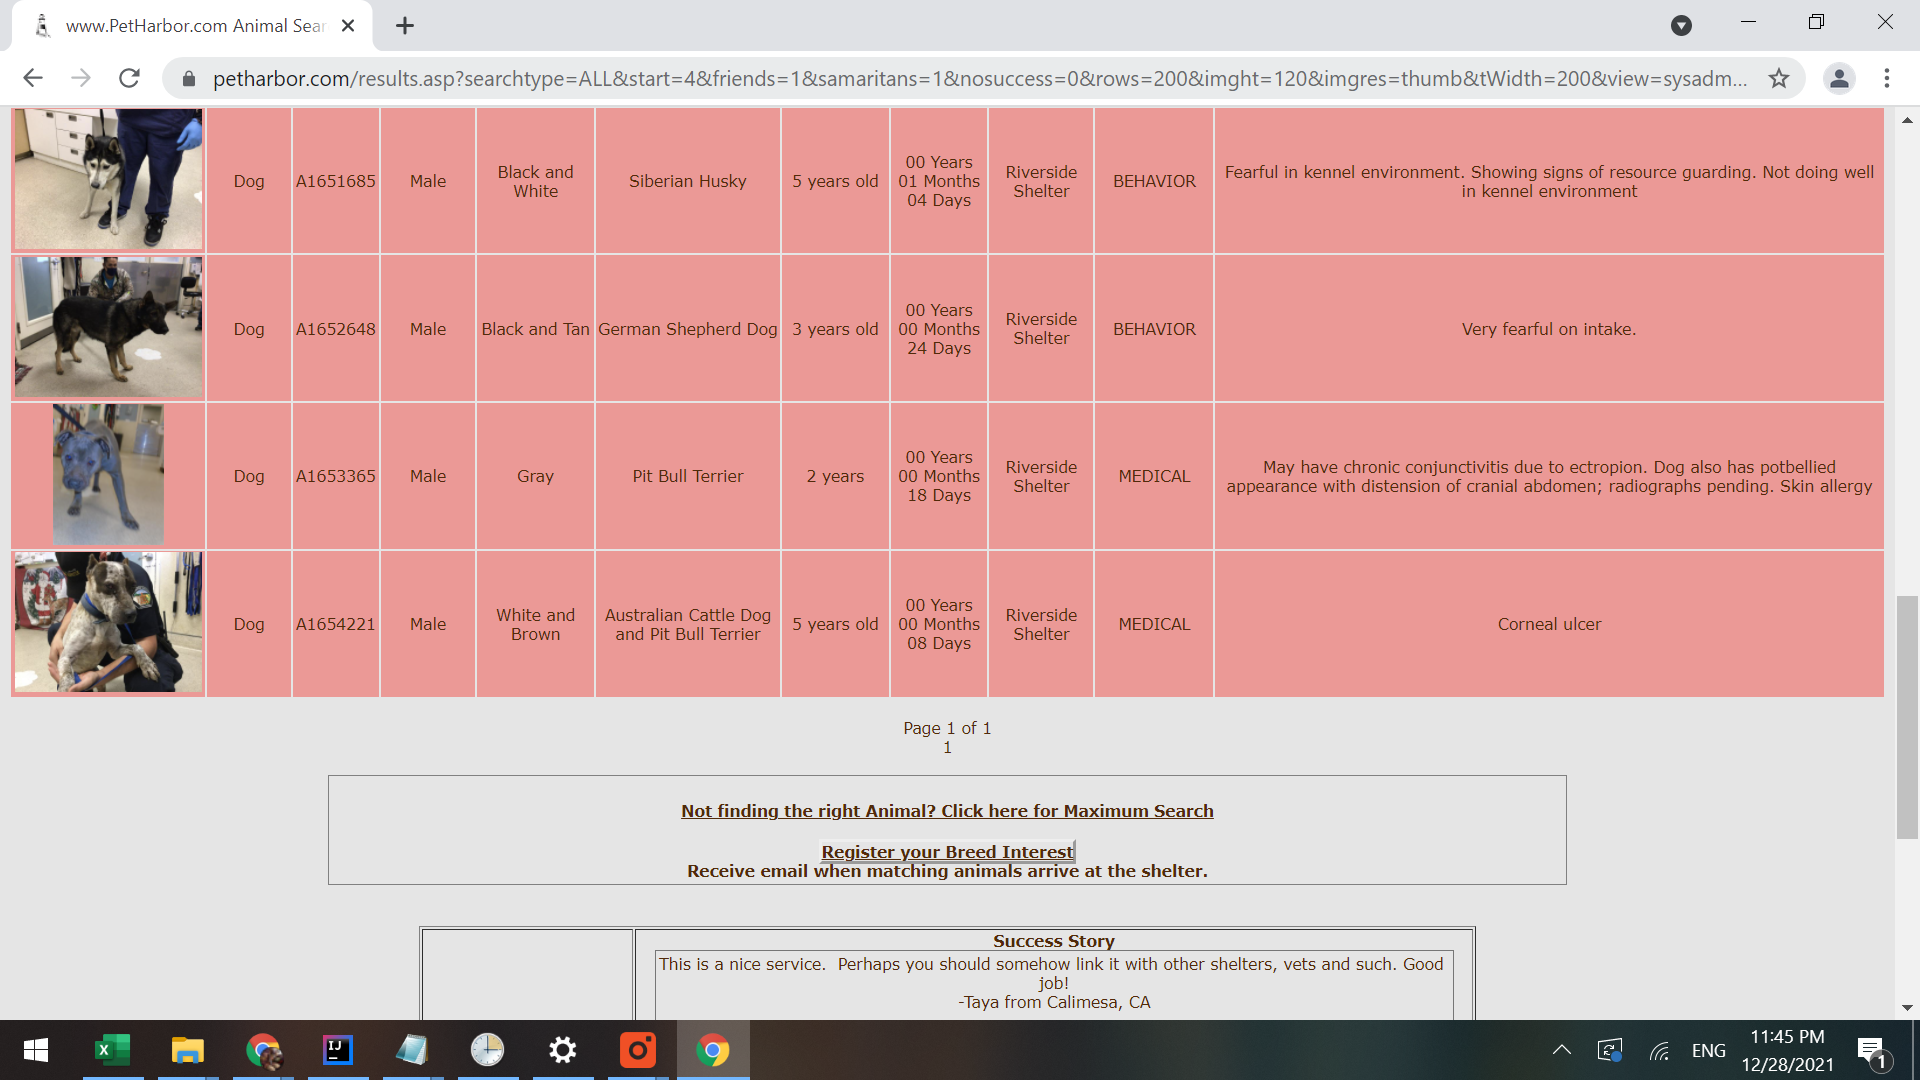 www.PetHarbor.com Animal Sear
petharbor.com/results.asp?searchtype=ALL&start=4&friends=1&samaritans=1&nosuccess=0&rows=200&imght=120&imgres=thumb&tWidth=200&view=sysadm...
Dog
A1651685
Male
Black and
White
Siberian Husky
5 years old
00 Years
01 Months
04 Days
Riverside
Shelter
BEHAVIOR
Fearful in kennel environment. Showing signs of resource guarding. Not doing well
in kennel environment
Dog
A1652648
Male
Black and Tan
German Shepherd Dog
3 years old
00 Years
00 Months
24 Days
Riverside
Shelter
BEHAVIOR
Very fearful on intake.
Dog
A1653365
Male
Gray
Pit Bull Terrier
2 years
00 Years
00 Months
18 Days
Riverside
Shelter
MEDICAL
May have chronic conjunctivitis due to ectropion. Dog also has potbellied
appearance with distension of cranial abdomen; radiographs pending. Skin allergy
Dog
A1654221
Male
White and
Brown
Australian Cattle Dog
and Pit Bull Terrier
5 years old
00 Years
00 Months
08 Days
Riverside
Shelter
MEDICAL
Corneal ulcer
Page 1 of 1
1
Not finding the right Animal? Click here for Maximum Search
Register your Breed Interest
Receive email when matching animals arrive at the shelter.
Success Story
This is a nice service.  Perhaps you should somehow link it with other shelters, vets and such. Good
job!
-Taya from Calimesa, CA
X
IJ
ENG
11:45 PM
12/28/2021
1